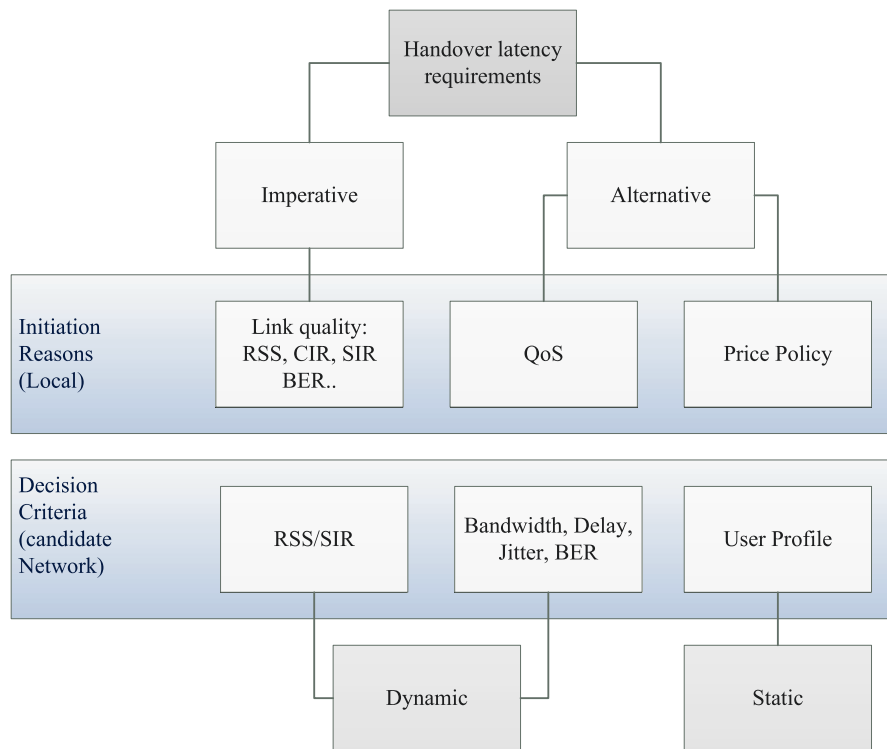 Handover latency
requirements
Imperative
Alternative
Initiation
Reasons
(Local)
Link quality:
RSS, CIR, SIR
BER..
QoS
Price Policy
Decision
Criteria
(candidate
Network)
RSS/SIR
Bandwidth, Delay,
Jitter, BER
User Profile
Dynamic
Static